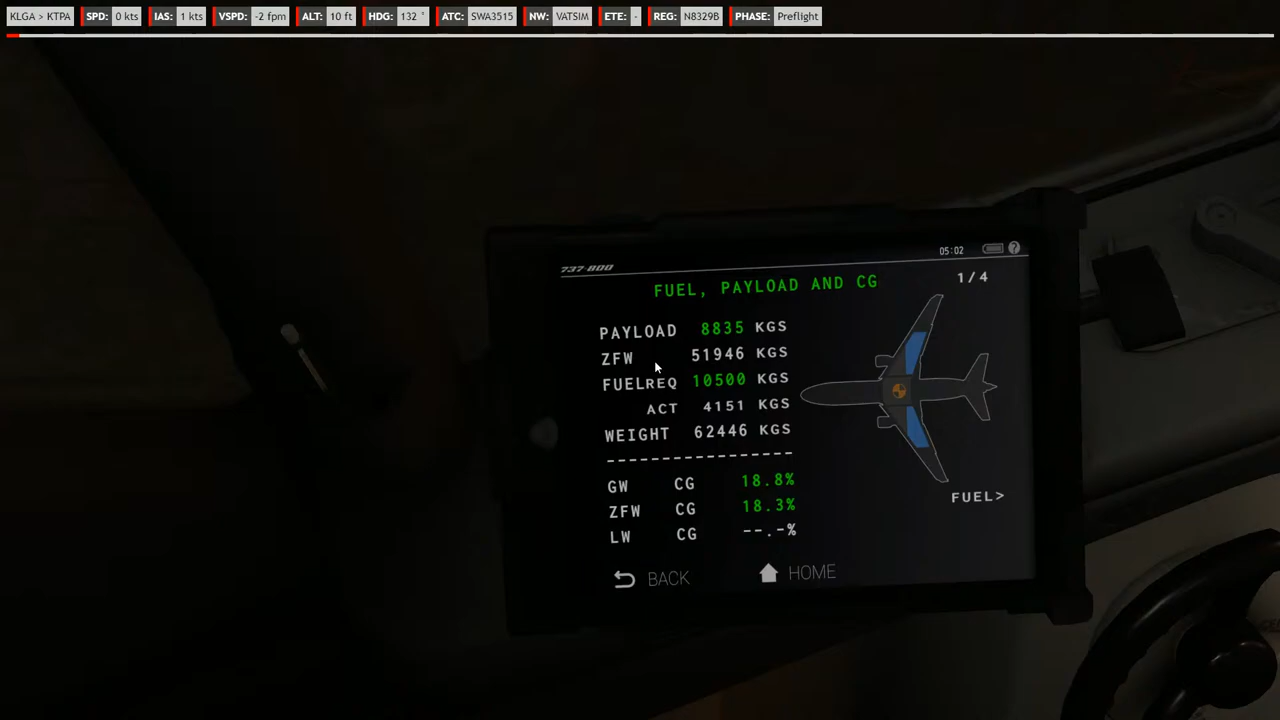 KLGA > KTPA SPD: 0 kts IAS: 1 kts VSPD: -2 fpm ALT: 10 ft HDG: 132 ° ATC: SWA3515 NW: VATSIM ETE: - REG: N8329B PHASE: Preflight
737-800 05:02 ?
FUEL, PAYLOAD AND CG 1/4
PAYLOAD 8835 KGS
ZFW 51946 KGS
FUELREQ 10500 KGS
ACT 4151 KGS
WEIGHT 62446 KGS
-----------------
GW CG 18.8%
FUEL>
ZFW CG 18.3%
LW CG --.-%
BACK HOME